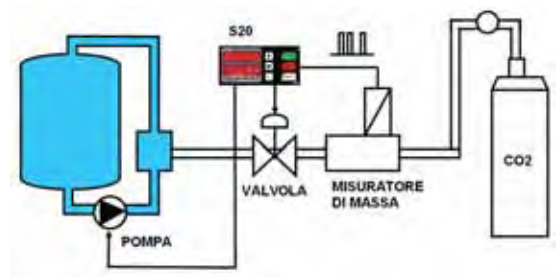 S20
CO2
VALVOLA
MISURATORE
DI MASSA
POMPA